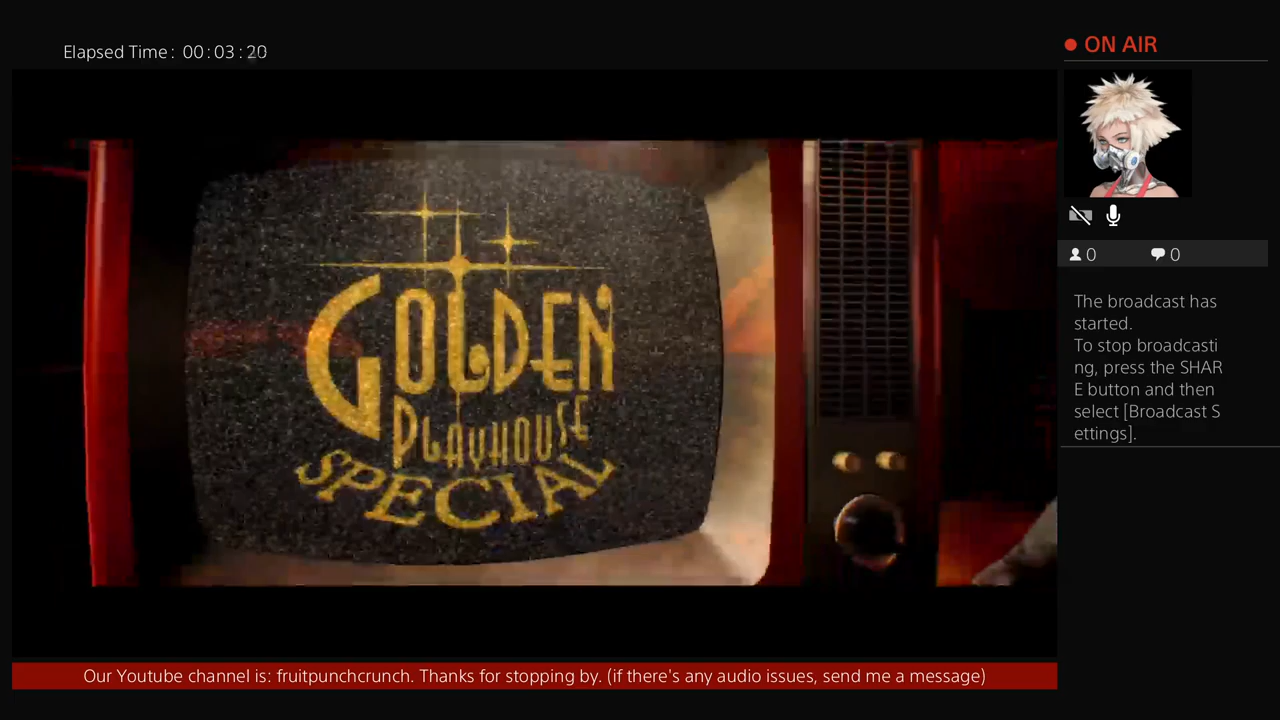 Elapsed Time: 00:03:20
ON AIR
GOLDEN
PLAYHOUSE
SPECIAL
0 0
The broadcast has
started.
To stop broadcasti
ng, press the SHAR
E button and then
select [Broadcast S
ettings].
Our Youtube channel is: fruitpunchcrunch. Thanks for stopping by. (if there's any audio issues, send me a message)